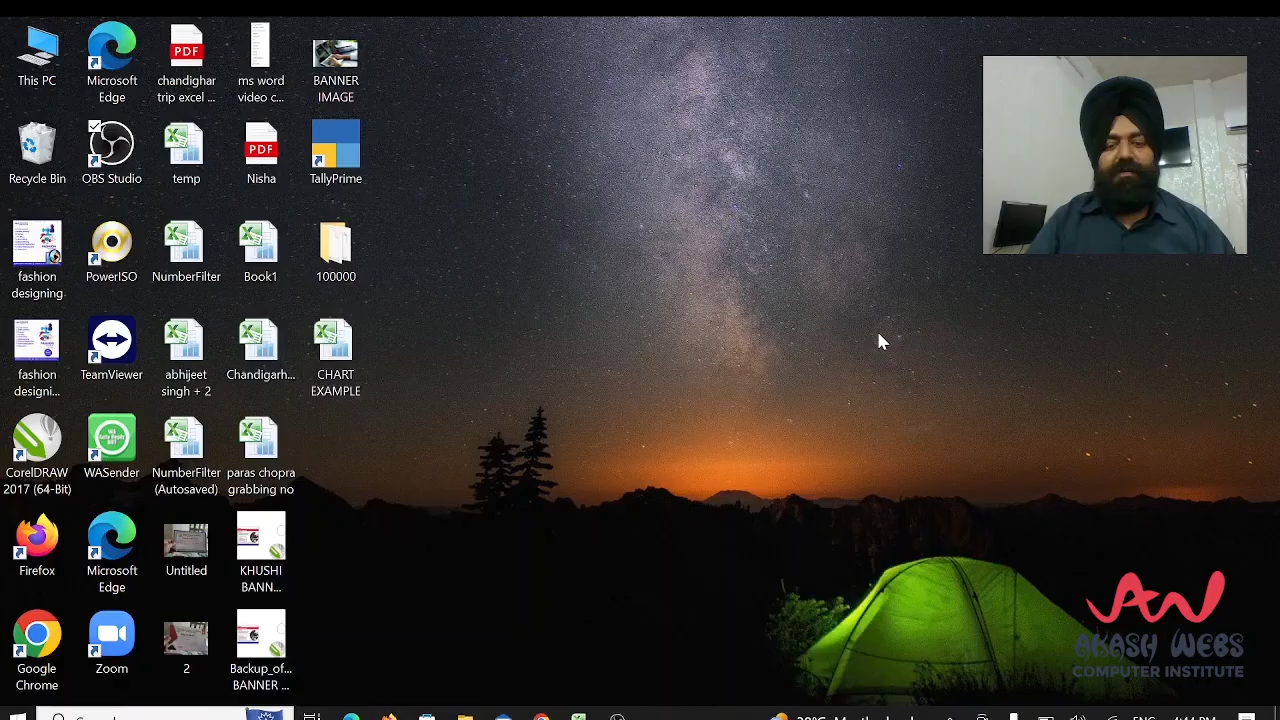 This PC
Microsoft
Edge
PDF
chandighar
trip excel ...
ms word
video c...
BANNER
IMAGE
Recycle Bin
OBS Studio
temp
PDF
Nisha
TallyPrime
fashion
designing
PowerISO
NumberFilter
Book1
100000
fashion
designi...
TeamViewer
abhijeet
singh + 2
Chandigarh...
CHART
EXAMPLE
CorelDRAW
2017 (64-Bit)
WASender
NumberFilter
(Autosaved)
paras chopra
grabbing no
Firefox
Microsoft
Edge
Untitled
KHUSHI
BANN...
Google
Chrome
Zoom
2
Backup_of...
BANNER ...
AW
Akash Webs
COMPUTER INSTITUTE